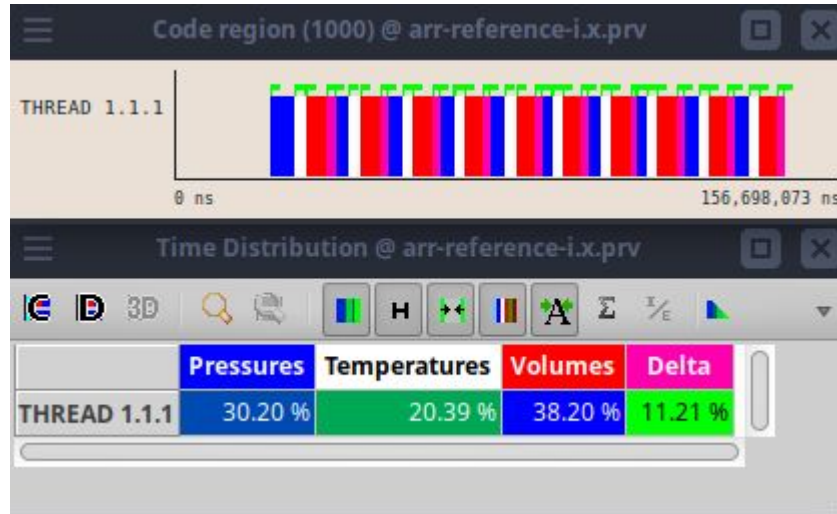 Code region (1000) @ arr-reference-i.x.prv
THREAD 1.1.1
0 ns 156,698,073 ns
Time Distribution @ arr-reference-i.x.prv
IC ID 3D H A Σ I/E
Pressures Temperatures Volumes Delta
THREAD 1.1.1 30.20 % 20.39 % 38.20 % 11.21 %